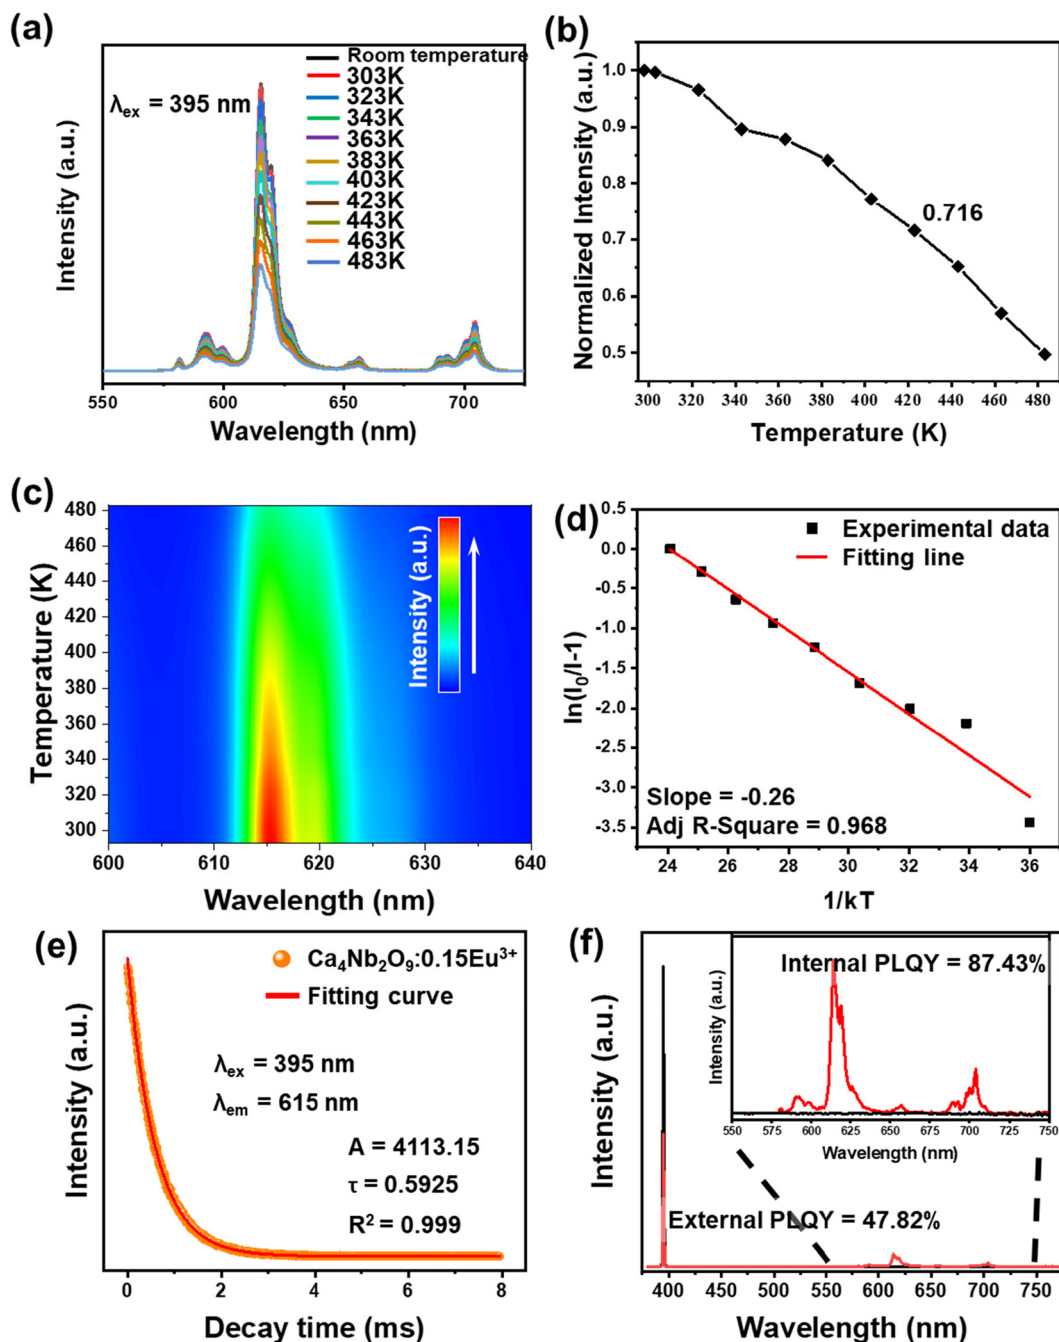 (a)
Intensity (a.u.)
λex = 395 nm
Room temperature
303K
323K
343K
363K
383K
403K
423K
443K
463K
483K
550 600 650 700
Wavelength (nm)
(b)
Normalized Intensity (a.u.)
1.0
0.9
0.8
0.7
0.6
0.5
0.716
300 320 340 360 380 400 420 440 460 480
Temperature (K)
(c)
Temperature (K)
480
460
440
420
400
380
360
340
320
300
Intensity (a.u.)
600 610 620 630 640
Wavelength (nm)
(d)
ln(I0/I-1)
0.5
0.0
-0.5
-1.0
-1.5
-2.0
-2.5
-3.0
-3.5
Experimental data
Fitting line
Slope = -0.26
Adj R-Square = 0.968
24 26 28 30 32 34 36
1/kT
(e)
Intensity (a.u.)
Ca4Nb2O9:0.15Eu3+
Fitting curve
λex = 395 nm
λem = 615 nm
A = 4113.15
τ = 0.5925
R2 = 0.999
0 2 4 6 8
Decay time (ms)
(f)
Intensity (a.u.)
Internal PLQY = 87.43%
Intensity (a.u.)
550 575 600 625 650 675 700 725 750
Wavelength (nm)
External PLQY = 47.82%
400 450 500 550 600 650 700 750
Wavelength (nm)